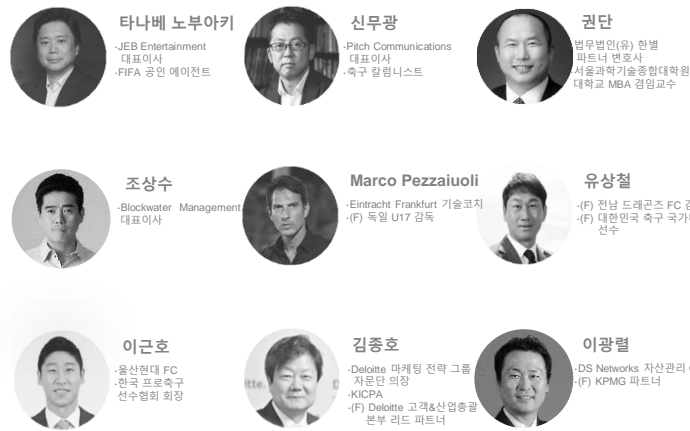 타나베 노부아키
·JEB Entertainment
대표이사
·FIFA 공인 에이전트
신무광
·Pitch Communications
대표이사
·축구 칼럼니스트
권단
법무법인(유) 한별
파트너 변호사
·서울과학기술종합대학원
대학교 MBA 겸임교수
조상수
·Blockwater Management
대표이사
Marco Pezzaiuoli
·Eintracht Frankfurt 기술코치
·(F) 독일 U17 감독
유상철
·(F) 전남 드래곤즈 FC
·(F) 대한민국 축구
선수
이근호
·울산현대 FC
·한국 프로축구
선수협회 회장
김종호
·Deloitte 마케팅 전략 그룹
자문단 의장
·KICPA
·(F) Deloitte 고객&산업총괄
본부 리드 파트너
이광렬
·DS Networks 자산관리
·(F) KPMG 파트너